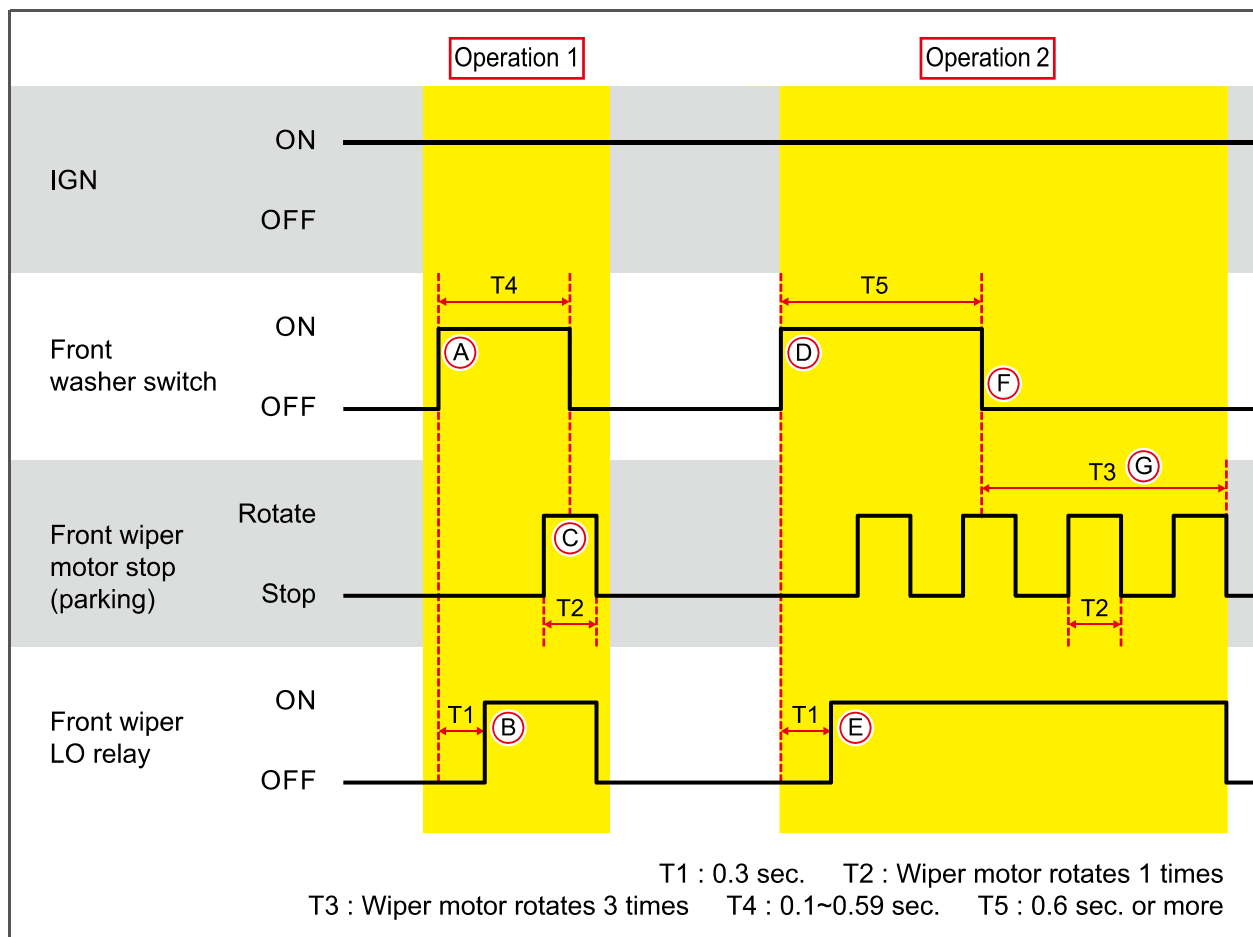 Operation 1
Operation 2
IGN
ON
OFF
T4
T5
Front
washer switch
ON
OFF
A
D
F
T3
G
Front wiper
motor stop
(parking)
Rotate
Stop
C
T2
T2
Front wiper
LO relay
ON
OFF
T1
B
T1
E
T1 : 0.3 sec. T2 : Wiper motor rotates 1 times
T3 : Wiper motor rotates 3 times T4 : 0.1~0.59 sec. T5 : 0.6 sec. or more